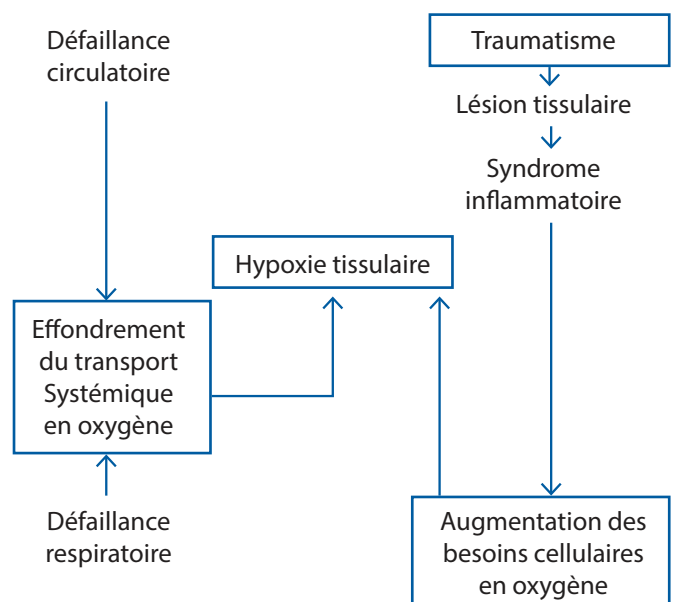 Défaillance
circulatoire
Traumatisme
Lésion tissulaire
Syndrome
inflammatoire
Hypoxie tissulaire
Effondrement
du transport
Systémique
en oxygène
Défaillance
respiratoire
Augmentation des
besoins cellulaires
en oxygène